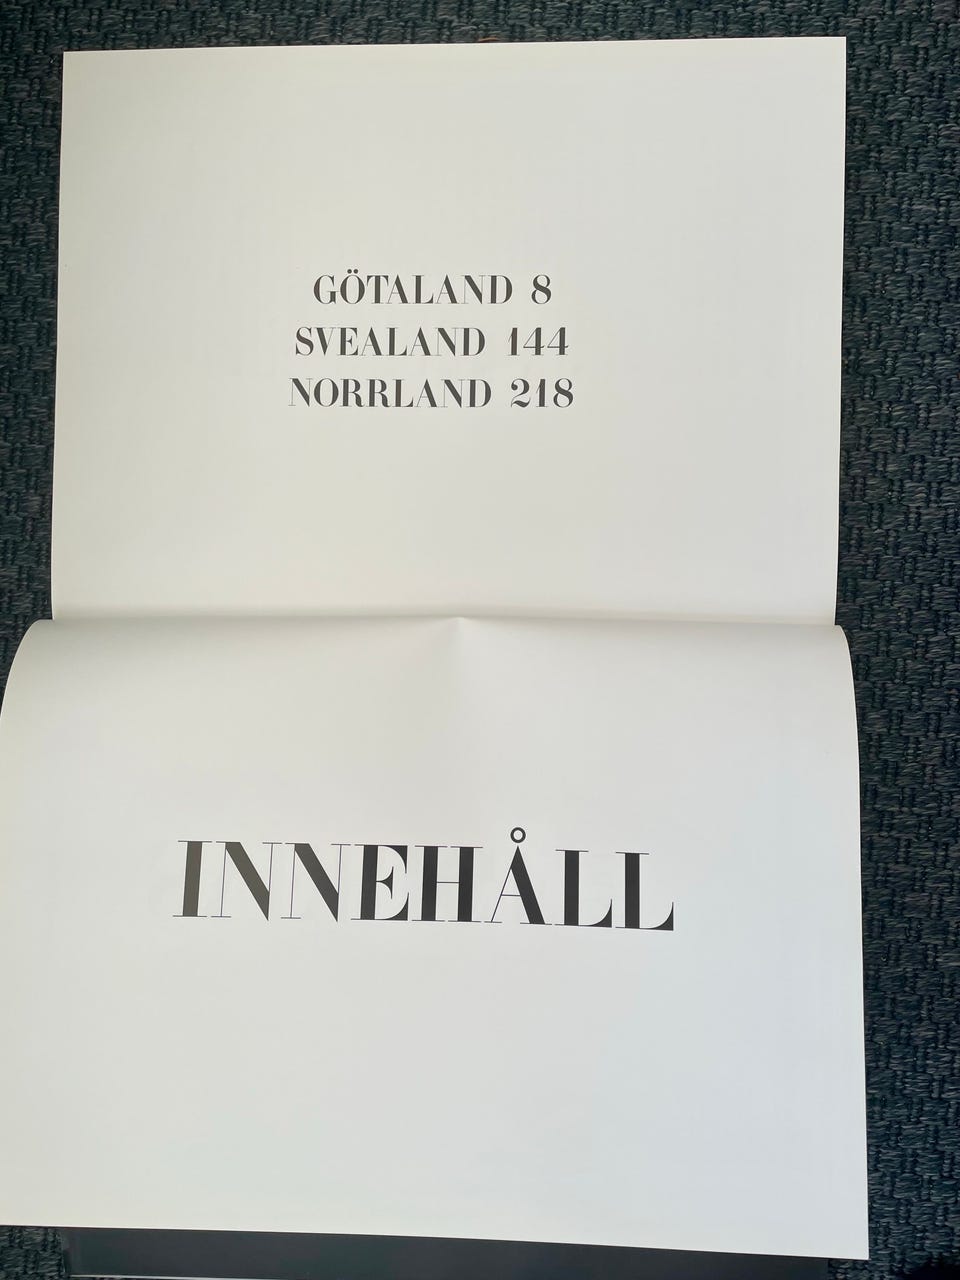 GÖTALAND 8
SVEALAND 144
NORRLAND 218
INNEHÅLL